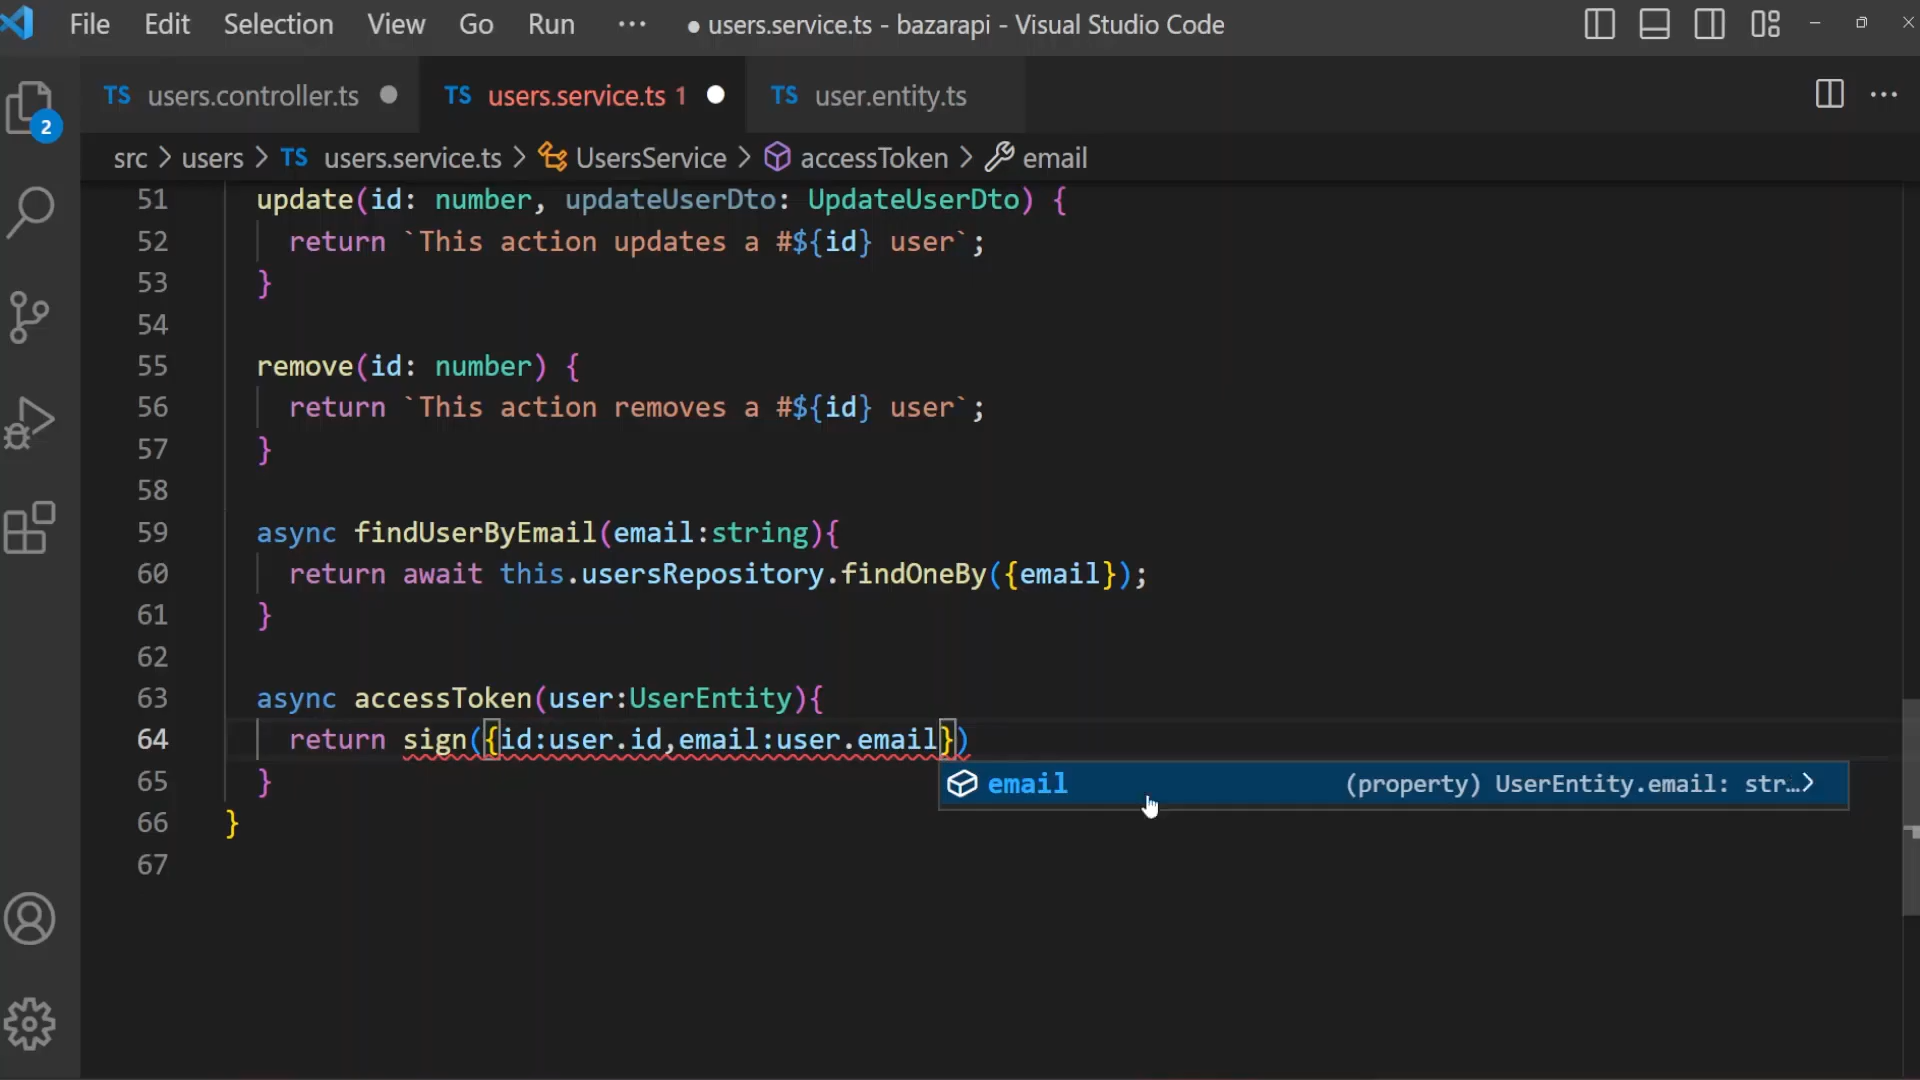 File Edit Selection View Go Run ··· ● users.service.ts - bazarapi - Visual Studio Code
TS users.controller.ts ● TS users.service.ts 1 ● TS user.entity.ts ···
2
src > users > TS users.service.ts > UsersService > accessToken > email
51 update(id: number, updateUserDto: UpdateUserDto) {
52 return `This action updates a #${id} user`;
53 }
54
55 remove(id: number) {
56 return `This action removes a #${id} user`;
57 }
58
59 async findUserByEmail(email:string){
60 return await this.usersRepository.findOneBy({email});
61 }
62
63 async accessToken(user:UserEntity){
64 return sign({id:user.id,email:user.email})
65 }
email (property) UserEntity.email: str…>
66 }
67